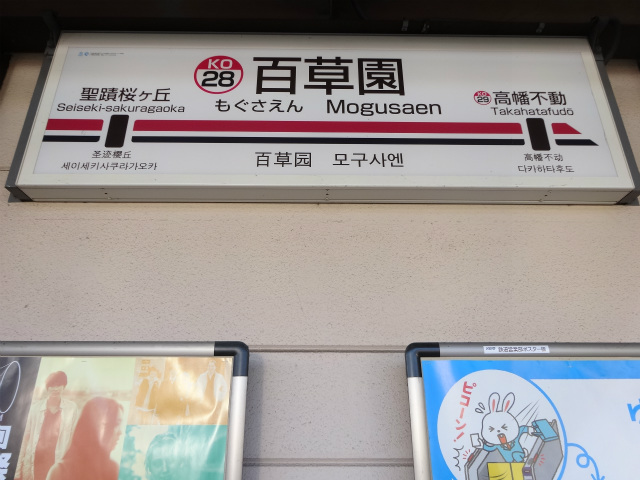 KO
28
百草園
もぐさえん Mogusaen
百草园 모구사엔
聖蹟桜ヶ丘
Seiseki-sakuragaoka
圣迹樱丘
세이세키사쿠라가오카
KO
29
高幡不動
Takahatafudō
高幡不动
다카하타후도
ピコーン!